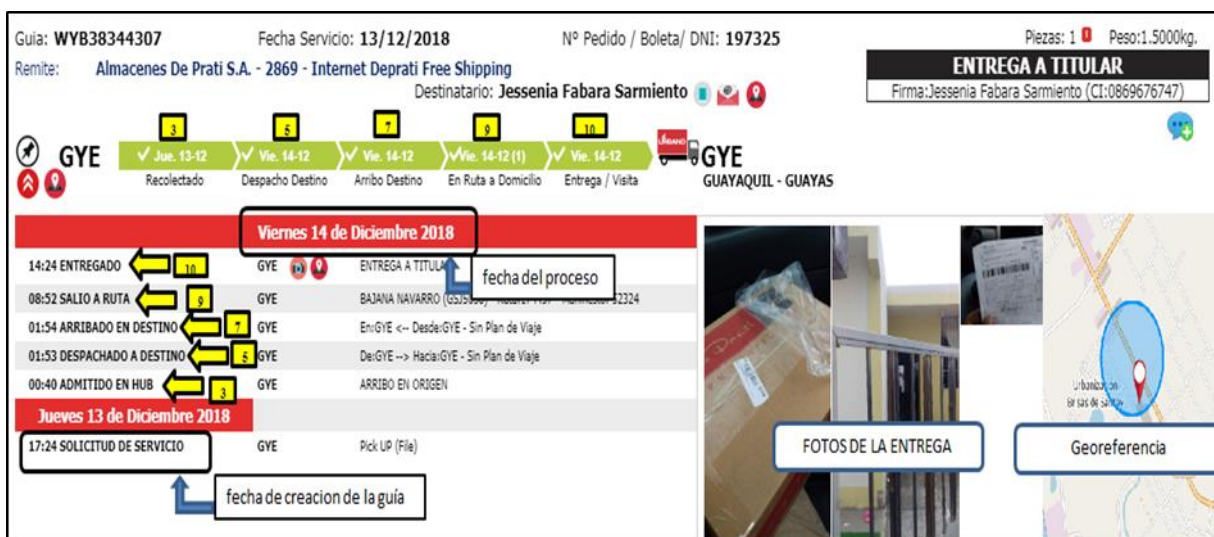 Guia: WYB38344307 Fecha Servicio: 13/12/2018 Nº Pedido / Boleta/ DNI: 197325 Piezas: 1 Peso:1.5000kg.
Remite: Almacenes De Prati S.A. - 2869 - Internet Deprati Free Shipping
ENTREGA A TITULAR
Destinatario: Jessenia Fabara Sarmiento
Firma:Jessenia Fabara Sarmiento (CI:0869676747)
3 5 7 9 10
GYE Jue. 13-12 Vie. 14-12 Vie. 14-12 Vie. 14-12 (1) Vie. 14-12 URBANO GYE
Recolectado Despacho Destino Arribo Destino En Ruta a Domicilio Entrega / Visita GUAYAQUIL - GUAYAS
Viernes 14 de Diciembre 2018
14:24 ENTREGADO 10 GYE ENTREGA A TITULA
fecha del proceso
08:52 SALIO A RUTA 9 GYE BAJANA NAVARRO
01:54 ARRIBADO EN DESTINO 7 GYE En:GYE <-- Desde:GYE - Sin Plan de Viaje
01:53 DESPACHADO A DESTINO 5 GYE De:GYE --> Hacia:GYE - Sin Plan de Viaje
00:40 ADMITIDO EN HUB 3 GYE ARRIBO EN ORIGEN
Jueves 13 de Diciembre 2018
17:24 SOLICITUD DE SERVICIO GYE Pick UP (File)
fecha de creacion de la guía
FOTOS DE LA ENTREGA
Urbanización
Brisas de
Georeferencia